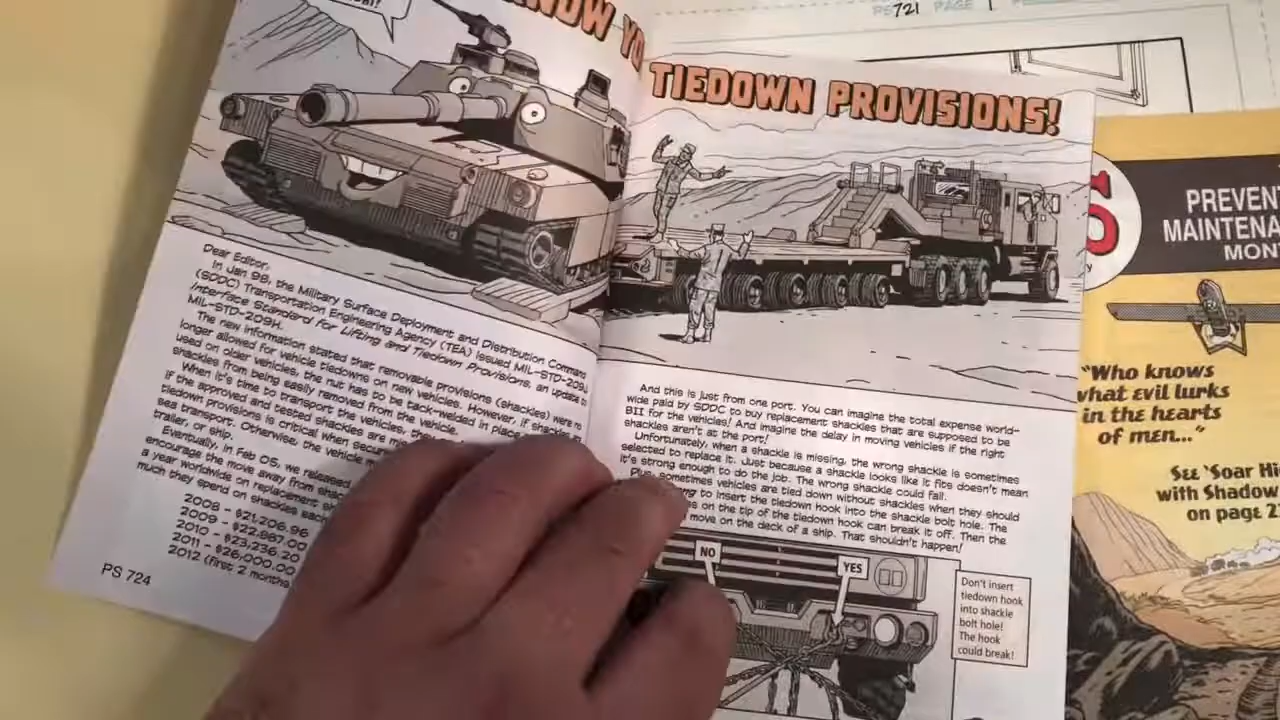 KNOW YO
TIEDOWN PROVISIONS!
Dear Editor,
In Jan 98, the Military Surface Deployment and Distribution Command
(SDDC) Transportation Engineering Agency (TEA) issued MIL-STD-209J,
Interface Standard for Lifting and Tiedown Provisions, an update to
MIL-STD-209H.
The new information stated that removable provisions (shackles) were no
longer allowed for vehicle tiedowns on new vehicles. However, if shackles
used on older vehicles, the nut has to be tack-welded in place
shackles from being easily removed from the vehicle.
When it's time to transport the vehicles,
if the approved and tested shackles are
tiedown provisions is critical when
sea transport. Otherwise, the vehicle
trailer, or ship.
Eventually, in Feb 05, we released
encourage the move away from
a year worldwide on replacement
much they spend on shackles each
2008 – $21,206.96
2009 – $22,987.00
2010 – $23,236.20
2011 – $26,000.00
2012 (first 2 months)
PS 724
And this is just from one port. You can imagine the total expense world-
wide paid by SDDC to buy replacement shackles that are supposed to be
BII for the vehicles! And imagine the delay in moving vehicles if the right
shackles aren't at the port!
Unfortunately, when a shackle is missing, the wrong shackle is sometimes
selected to replace it. Just because a shackle looks like it fits doesn't mean
it's strong enough to do the job. The wrong shackle could fail.
Plus, sometimes vehicles are tied down without shackles when they should
to insert the tiedown hook into the shackle bolt hole. The
on the tip of the tiedown hook can break it off. Then the
move on the deck of a ship. That shouldn't happen!
NO
YES
Don't insert
tiedown hook
into shackle
bolt hole!
The hook
could break!
PS 721 PAGE 1
PREVEN
MAINTENA
MON
"Who knows
what evil lurks
in the hearts
of men..."
See 'Soar Hi
with Shadow
on page 2